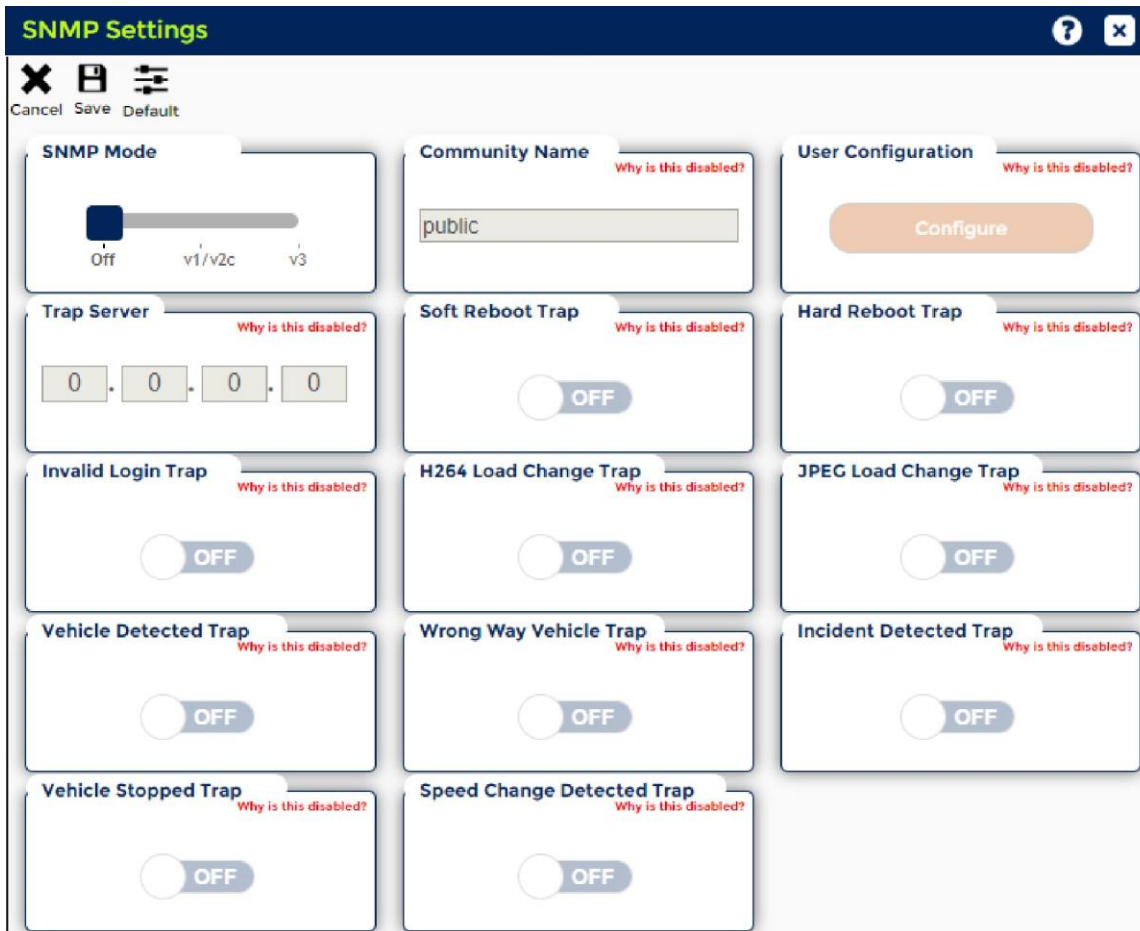 SNMP Settings
?
Cancel Save Default
SNMP Mode
Off v1/v2c v3
Community Name
Why is this disabled?
public
User Configuration
Why is this disabled?
Configure
Trap Server
Why is this disabled?
0 . 0 . 0 . 0
Soft Reboot Trap
Why is this disabled?
OFF
Hard Reboot Trap
Why is this disabled?
OFF
Invalid Login Trap
Why is this disabled?
OFF
H264 Load Change Trap
Why is this disabled?
OFF
JPEG Load Change Trap
Why is this disabled?
OFF
Vehicle Detected Trap
Why is this disabled?
OFF
Wrong Way Vehicle Trap
Why is this disabled?
OFF
Incident Detected Trap
Why is this disabled?
OFF
Vehicle Stopped Trap
Why is this disabled?
OFF
Speed Change Detected Trap
Why is this disabled?
OFF